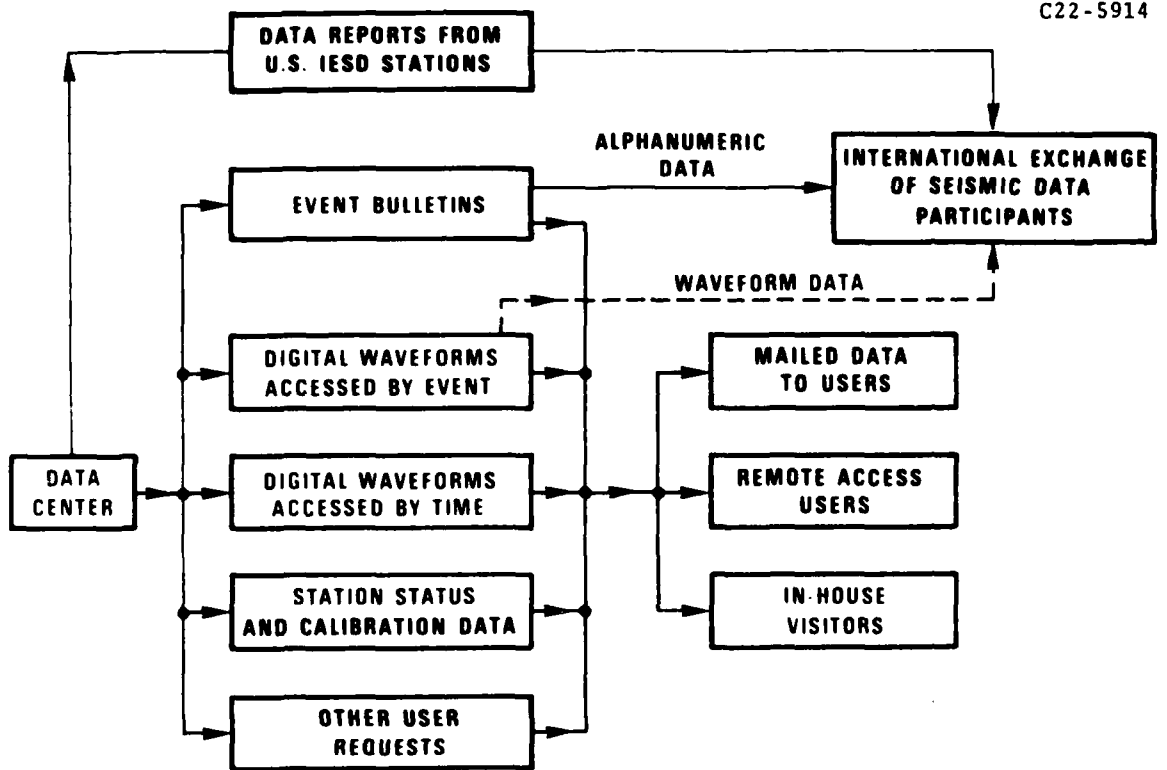 C22-5914
DATA REPORTS FROM
U.S. IESD STATIONS
ALPHANUMERIC
DATA
INTERNATIONAL EXCHANGE
OF SEISMIC DATA
PARTICIPANTS
EVENT BULLETINS
WAVEFORM DATA
DIGITAL WAVEFORMS
ACCESSED BY EVENT
MAILED DATA
TO USERS
DATA
CENTER
DIGITAL WAVEFORMS
ACCESSED BY TIME
REMOTE ACCESS
USERS
STATION STATUS
AND CALIBRATION DATA
IN-HOUSE
VISITORS
OTHER USER
REQUESTS